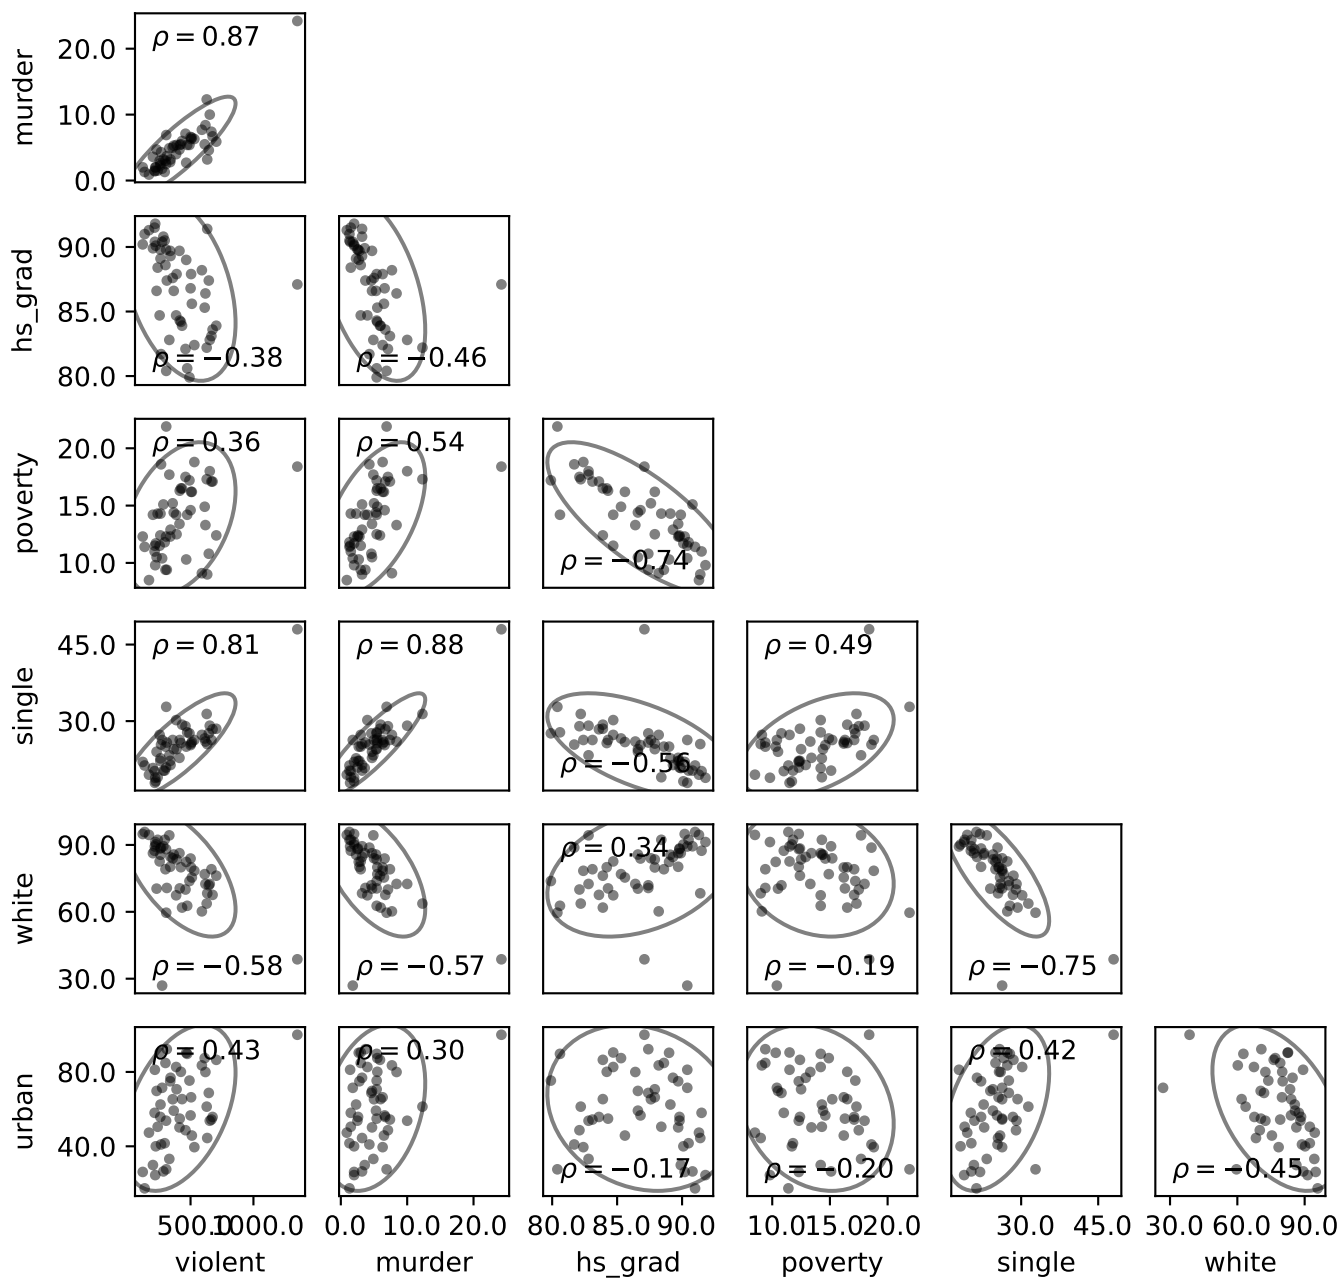 murder
20.0
10.0
0.0
ρ = 0.87
hs_grad
90.0
85.0
80.0
ρ = −0.38
ρ = −0.46
poverty
20.0
15.0
10.0
ρ = 0.36
ρ = 0.54
ρ = −0.74
single
45.0
30.0
ρ = 0.81
ρ = 0.88
ρ = −0.56
ρ = 0.49
white
90.0
60.0
30.0
ρ = −0.58
ρ = −0.57
ρ = 0.34
ρ = −0.19
ρ = −0.75
urban
80.0
40.0
ρ = 0.43
ρ = 0.30
ρ = −0.17
ρ = −0.20
ρ = 0.42
ρ = −0.45
500.0 1000.0 0.0 10.0 20.0 80.0 85.0 90.0 10.0 15.0 20.0 30.0 45.0 30.0 60.0 90.0
violent murder hs_grad poverty single white